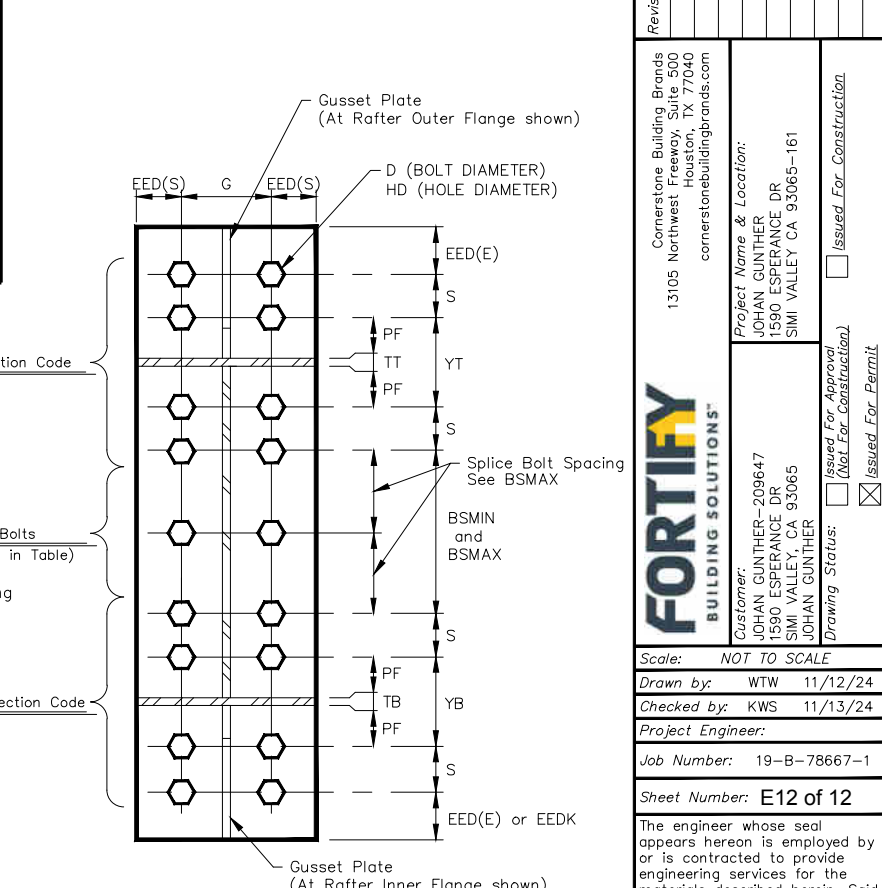 Gusset Plate
(At Rafter Outer Flange shown)
D (BOLT DIAMETER)
HD (HOLE DIAMETER)
EED(S)
G
EED(S)
EED(E)
S
PF
TT
PF
YT
S
tion Code
Splice Bolt Spacing
See BSMAX
BSMIN
and
BSMAX
Bolts
in Table)
ng
S
PF
TB
PF
YB
ection Code
S
EED(E) or EEDK
Gusset Plate
(At Rafter Inner Flange shown)
Revis
Cornerstone Building Brands
13105 Northwest Freeway, Suite 500
Houston, TX 77040
cornerstonebuildingbrands.com
FORTIFY
BUILDING SOLUTIONS
Project Name & Location:
JOHAN GUNTHER
1590 ESPERANCE DR
SIMI VALLEY CA 93065-161
Customer:
JOHAN GUNTHER-209647
1590 ESPERANCE DR
SIMI VALLEY, CA 93065
JOHAN GUNTHER
Drawing Status:
Issued For Approval
(Not For Construction)
Issued For Permit
Issued For Construction
Scale: NOT TO SCALE
Drawn by: WTW 11/12/24
Checked by: KWS 11/13/24
Project Engineer:
Job Number: 19-B-78667-1
Sheet Number: E12 of 12
The engineer whose seal
appears hereon is employed by
or is contracted to provide
engineering services for the
materials described herein. Said